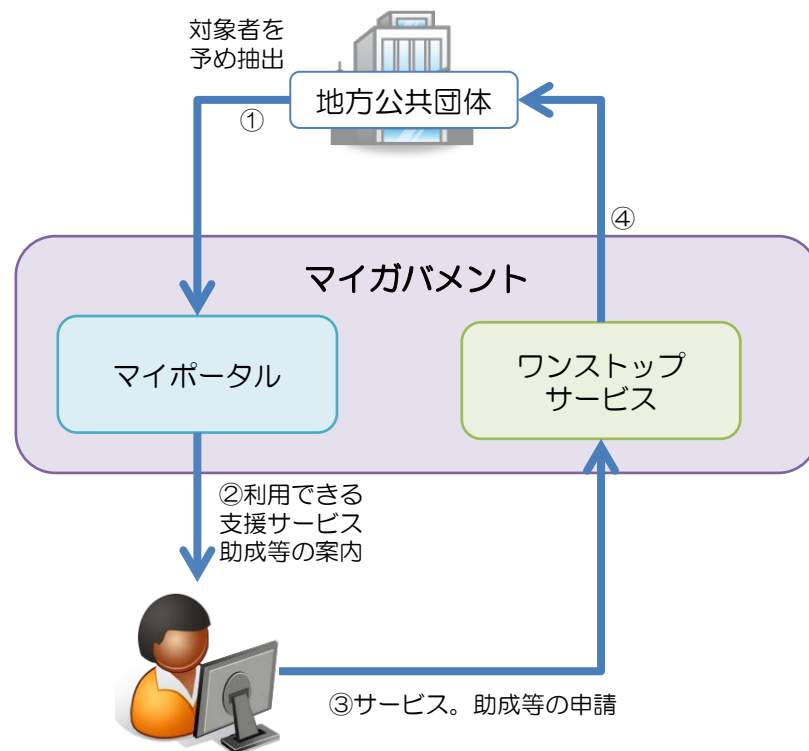 対象者を
予め抽出
地方公共団体
①
④
マイガバメント
マイポータル
ワンストップ
サービス
②利用できる
支援サービス
助成等の案内
③サービス。助成等の申請